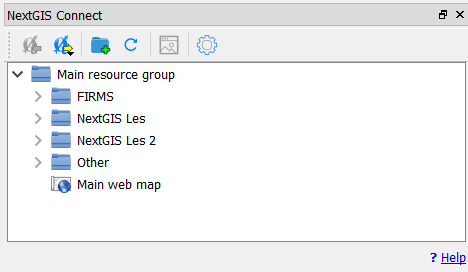 NextGIS Connect
Main resource group
FIRMS
NextGIS Les
NextGIS Les 2
Other
Main web map
? Help